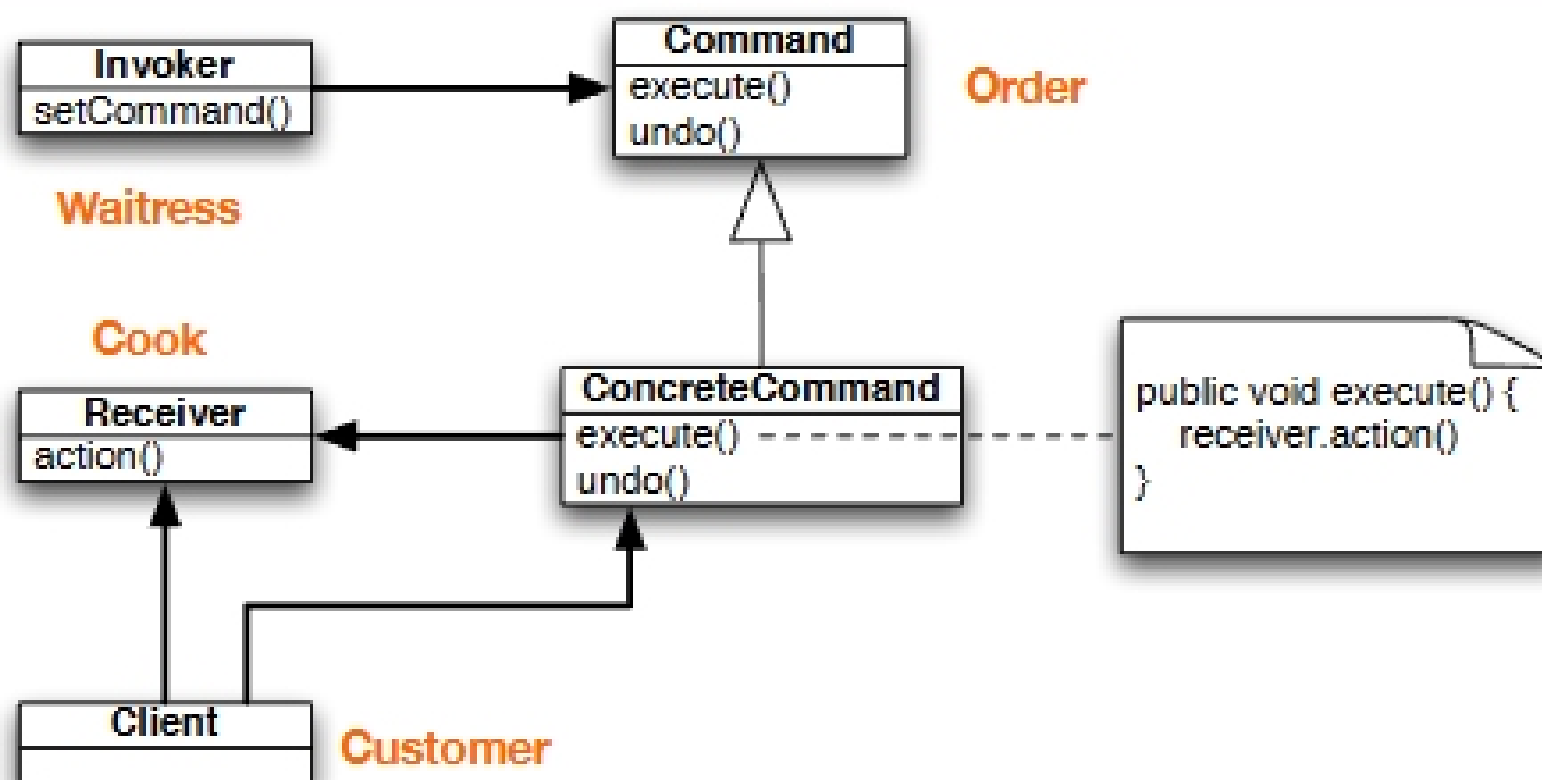 Invoker
setCommand()
Waitress
Command
execute()
undo()
Order
Cook
Receiver
action()
ConcreteCommand
execute()
undo()
public void execute() {
receiver.action()
}
Client
Customer